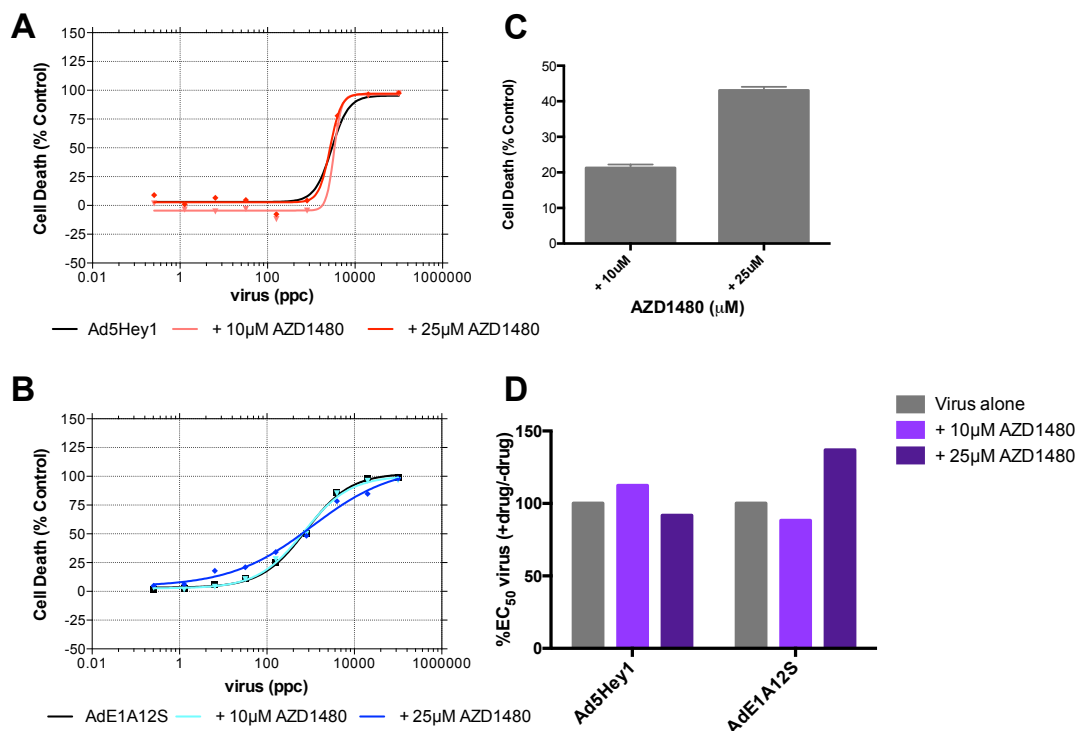 A
150
125
100
75
50
25
0
-25
-50
Cell Death (% Control)
0.01 1 100 10000 1000000
virus (ppc)
Ad5Hey1 + 10µM AZD1480 + 25µM AZD1480
C
50
40
30
20
10
0
Cell Death (% Control)
+ 10uM + 25uM
AZD1480 (µM)
B
150
125
100
75
50
25
0
-25
-50
Cell Death (% Control)
0.01 1 100 10000 1000000
virus (ppc)
AdE1A12S + 10µM AZD1480 + 25µM AZD1480
D
Virus alone
+ 10µM AZD1480
+ 25µM AZD1480
150
100
50
0
%EC50 virus (+drug/-drug)
Ad5Hey1 AdE1A12S